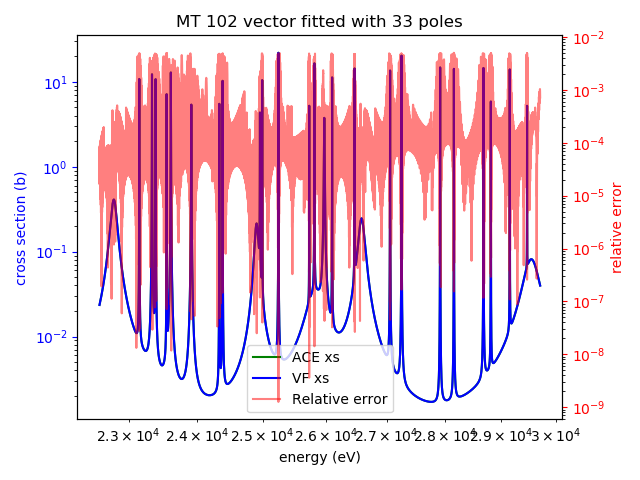 MT 102 vector fitted with 33 poles
10¹
10⁰
10⁻¹
10⁻²
cross section (b)
10⁻²
10⁻³
10⁻⁴
10⁻⁵
10⁻⁶
10⁻⁷
10⁻⁸
10⁻⁹
relative error
ACE xs
VF xs
Relative error
2.3 × 10⁴ 2.4 × 10⁴ 2.5 × 10⁴ 2.6 × 10⁴ 2.7 × 10⁴ 2.8 × 10⁴ 2.9 × 10⁴ 3 × 10⁴
energy (eV)